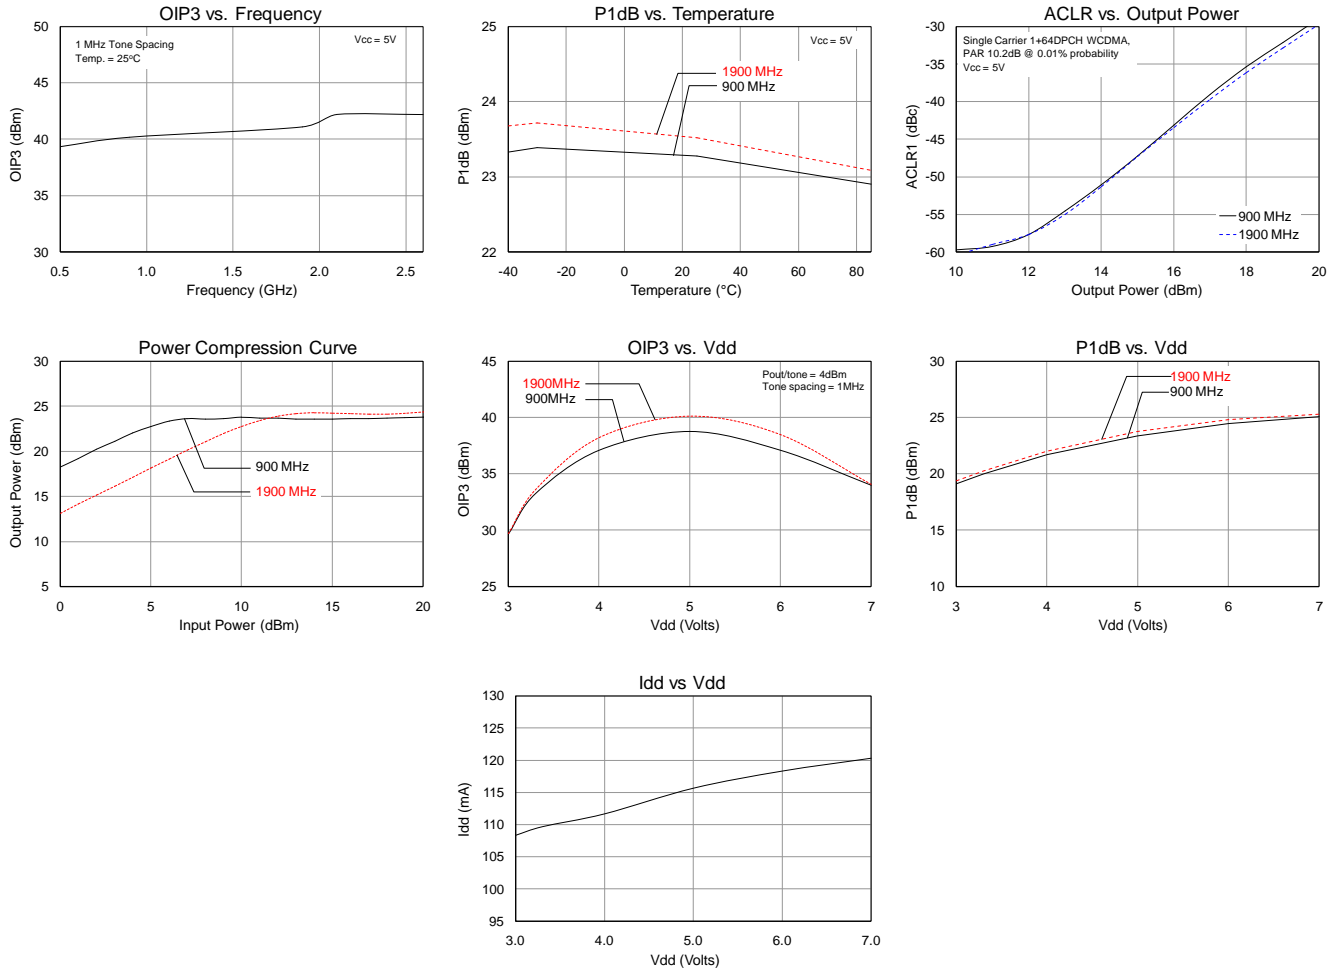 OIP3 vs. Frequency
50
45
40
35
30
OIP3 (dBm)
1 MHz Tone Spacing
Temp. = 25°C
Vcc = 5V
0.5
1.0
1.5
2.0
2.5
Frequency (GHz)
P1dB vs. Temperature
25
24
23
22
P1dB (dBm)
Vcc = 5V
1900 MHz
900 MHz
-40
-20
0
20
40
60
80
Temperature (°C)
ACLR vs. Output Power
-30
-35
-40
-45
-50
-55
-60
ACLR1 (dBc)
Single Carrier 1+64DPCH WCDMA,
PAR 10.2dB @ 0.01% probability
Vcc = 5V
900 MHz
1900 MHz
10
12
14
16
18
20
Output Power (dBm)
Power Compression Curve
30
25
20
15
10
5
Output Power (dBm)
900 MHz
1900 MHz
0
5
10
15
20
Input Power (dBm)
OIP3 vs. Vdd
45
40
35
30
25
OIP3 (dBm)
Pout/tone = 4dBm
Tone spacing = 1MHz
1900MHz
900MHz
3
4
5
6
7
Vdd (Volts)
P1dB vs. Vdd
30
25
20
15
10
P1dB (dBm)
1900 MHz
900 MHz
3
4
5
6
7
Vdd (Volts)
Idd vs Vdd
130
125
120
115
110
105
100
95
Idd (mA)
3.0
4.0
5.0
6.0
7.0
Vdd (Volts)